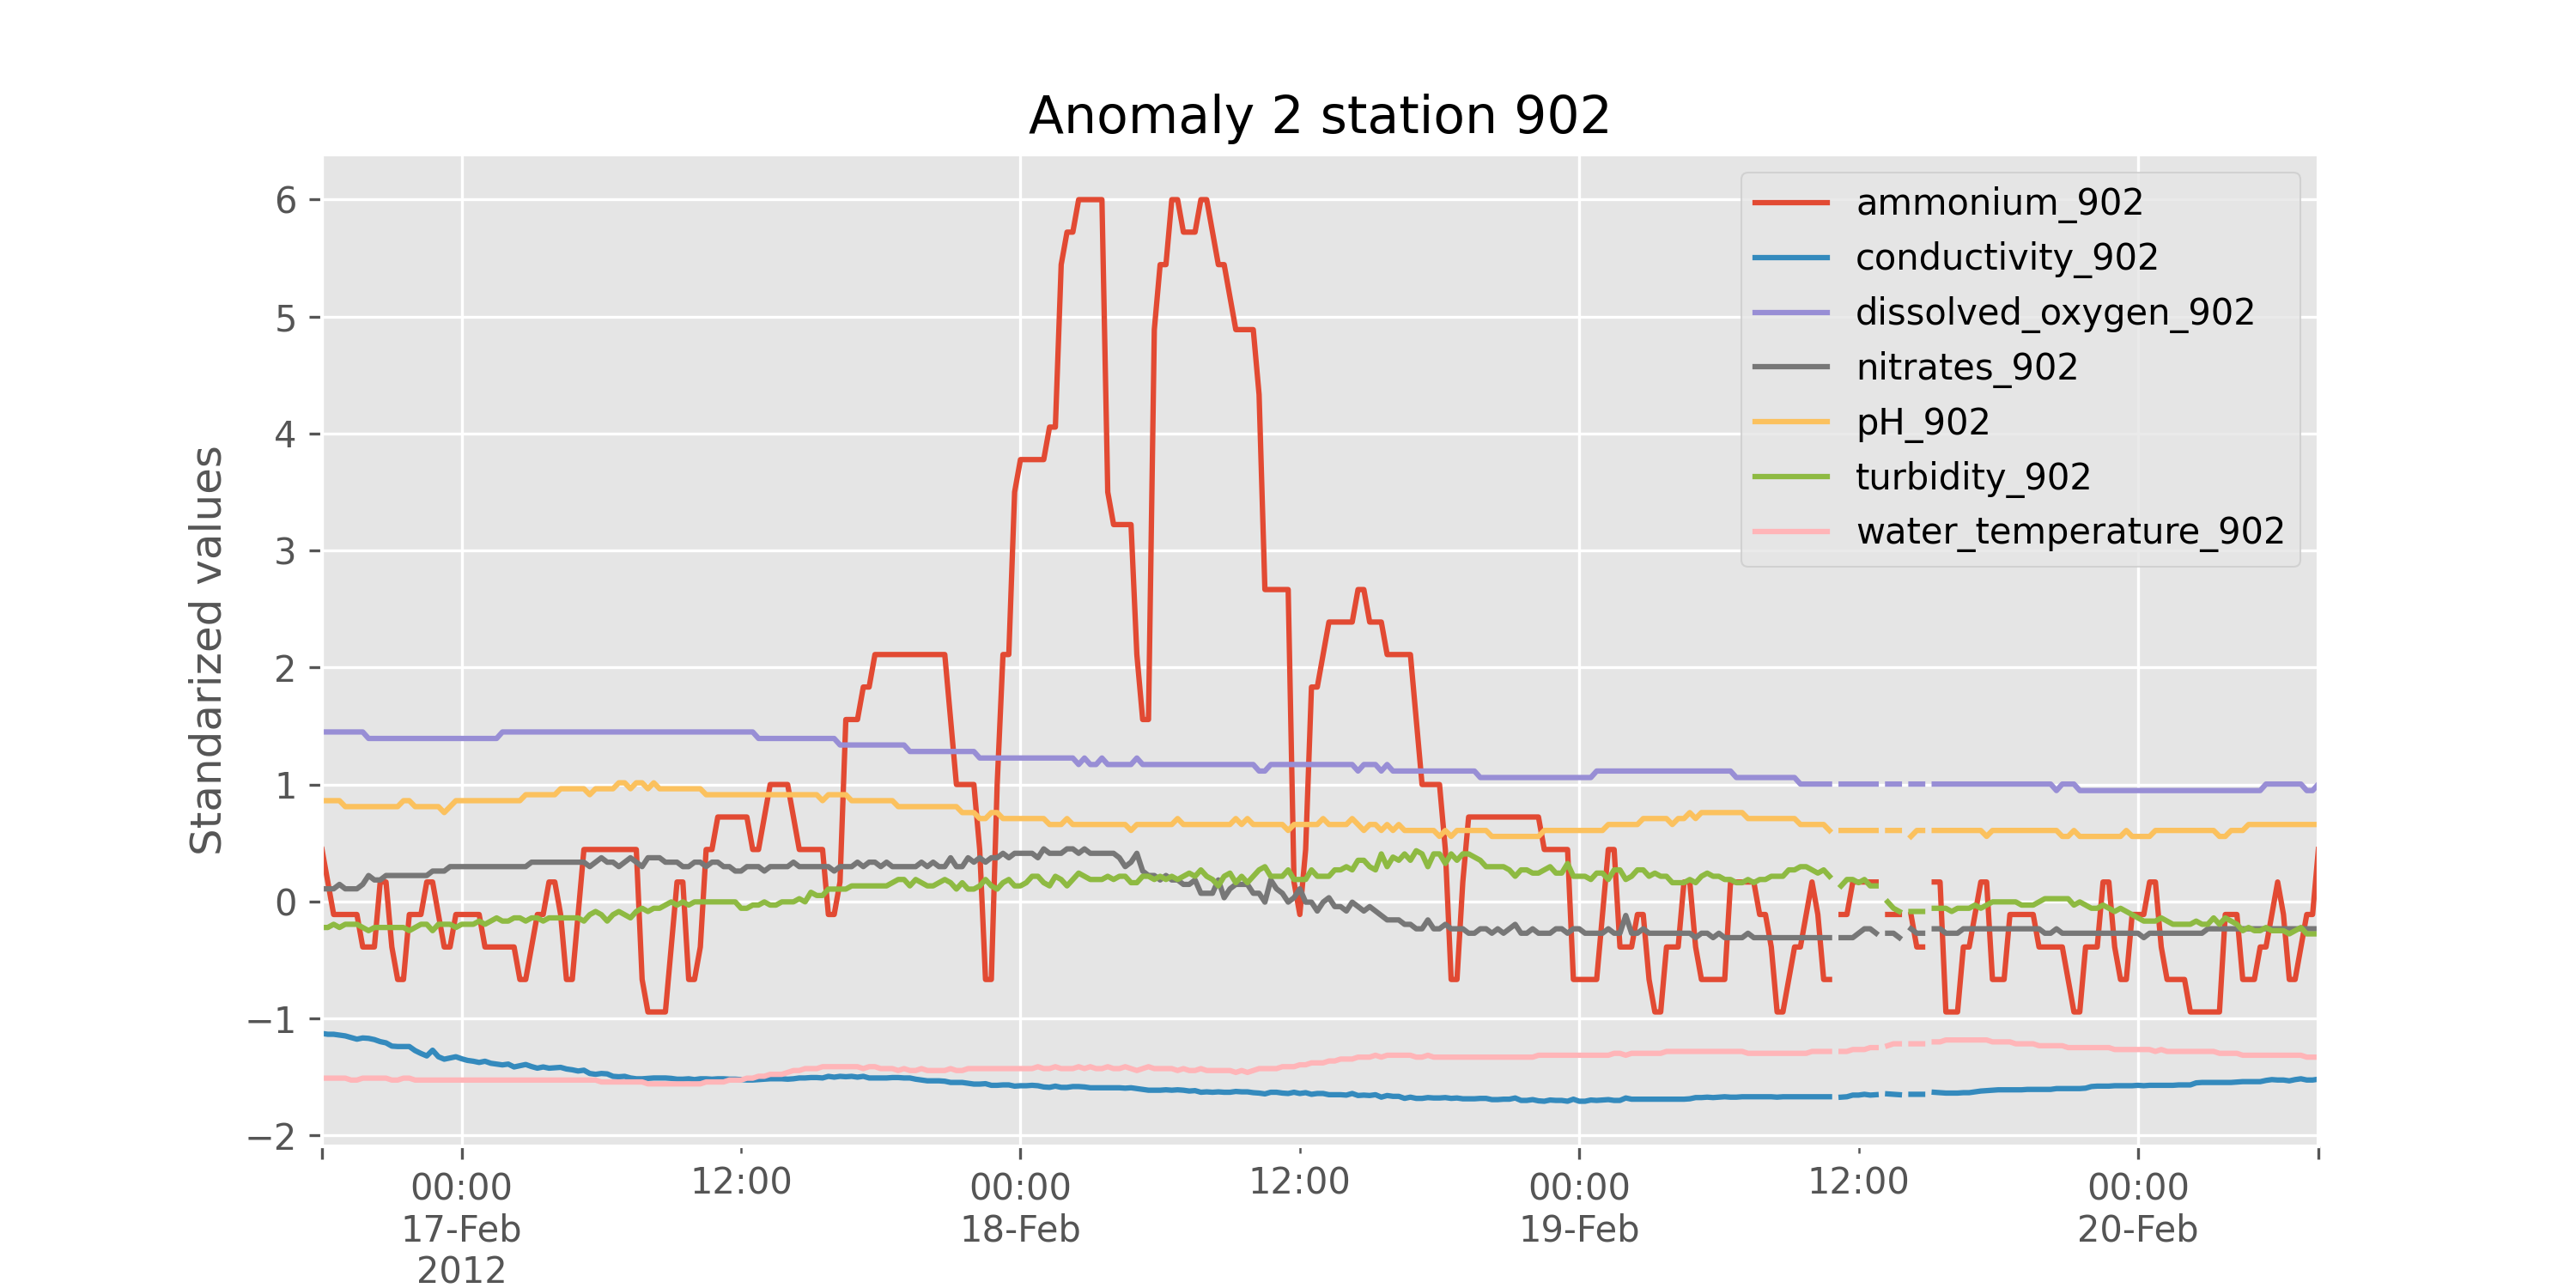 Anomaly 2 station 902
Standarized values
6
5
4
3
2
1
0
−1
−2
ammonium_902
conductivity_902
dissolved_oxygen_902
nitrates_902
pH_902
turbidity_902
water_temperature_902
00:00 12:00 00:00 12:00 00:00 12:00 00:00
17-Feb 18-Feb 19-Feb 20-Feb
2012